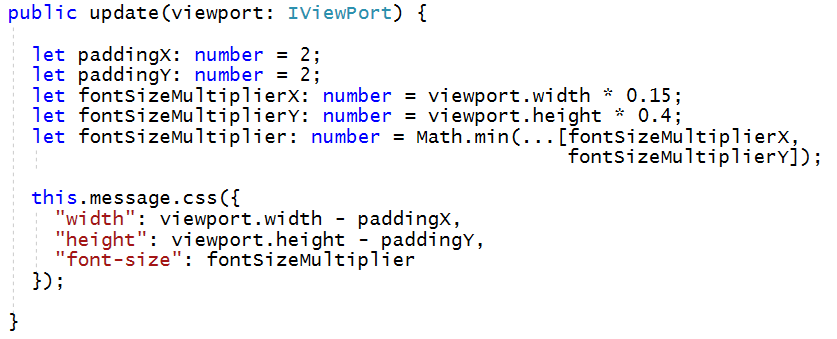 public update(viewport: IViewPort) {
let paddingX: number = 2;
let paddingY: number = 2;
let fontSizeMultiplierX: number = viewport.width * 0.15;
let fontSizeMultiplierY: number = viewport.height * 0.4;
let fontSizeMultiplier: number = Math.min(...[fontSizeMultiplierX,
fontSizeMultiplierY]);
this.message.css({
"width": viewport.width - paddingX,
"height": viewport.height - paddingY,
"font-size": fontSizeMultiplier
});
}